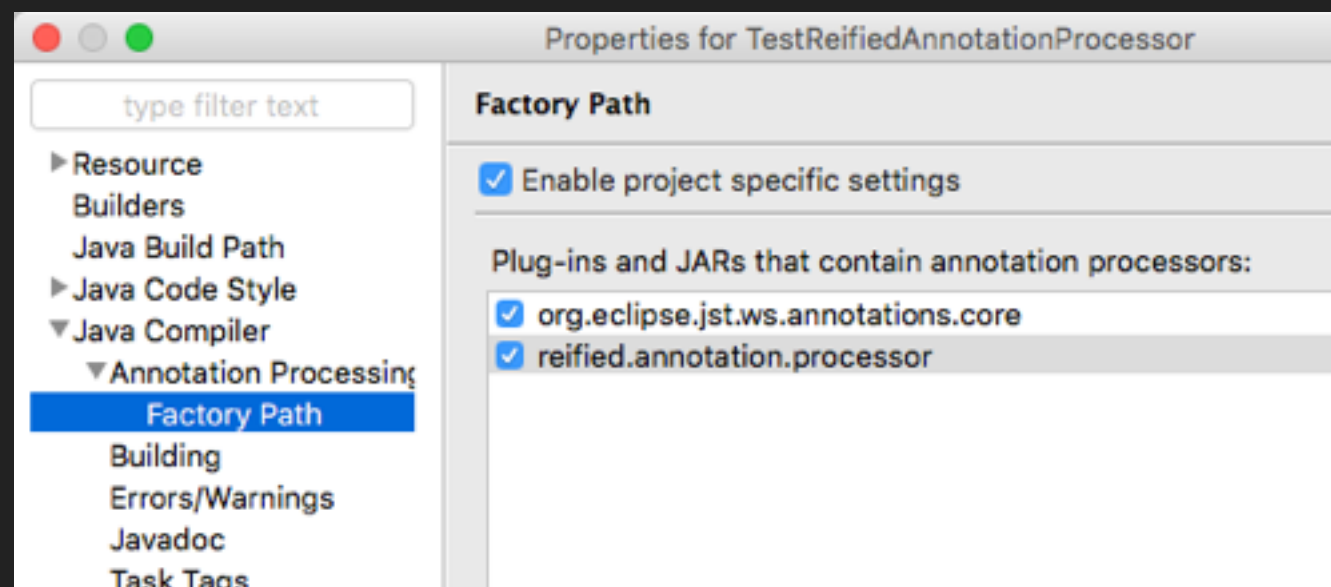 Properties for TestReifiedAnnotationProcessor
type filter text
Resource
Builders
Java Build Path
Java Code Style
Java Compiler
Annotation Processing
Factory Path
Building
Errors/Warnings
Javadoc
Task Tags
Factory Path
Enable project specific settings
Plug-ins and JARs that contain annotation processors:
org.eclipse.jst.ws.annotations.core
reified.annotation.processor